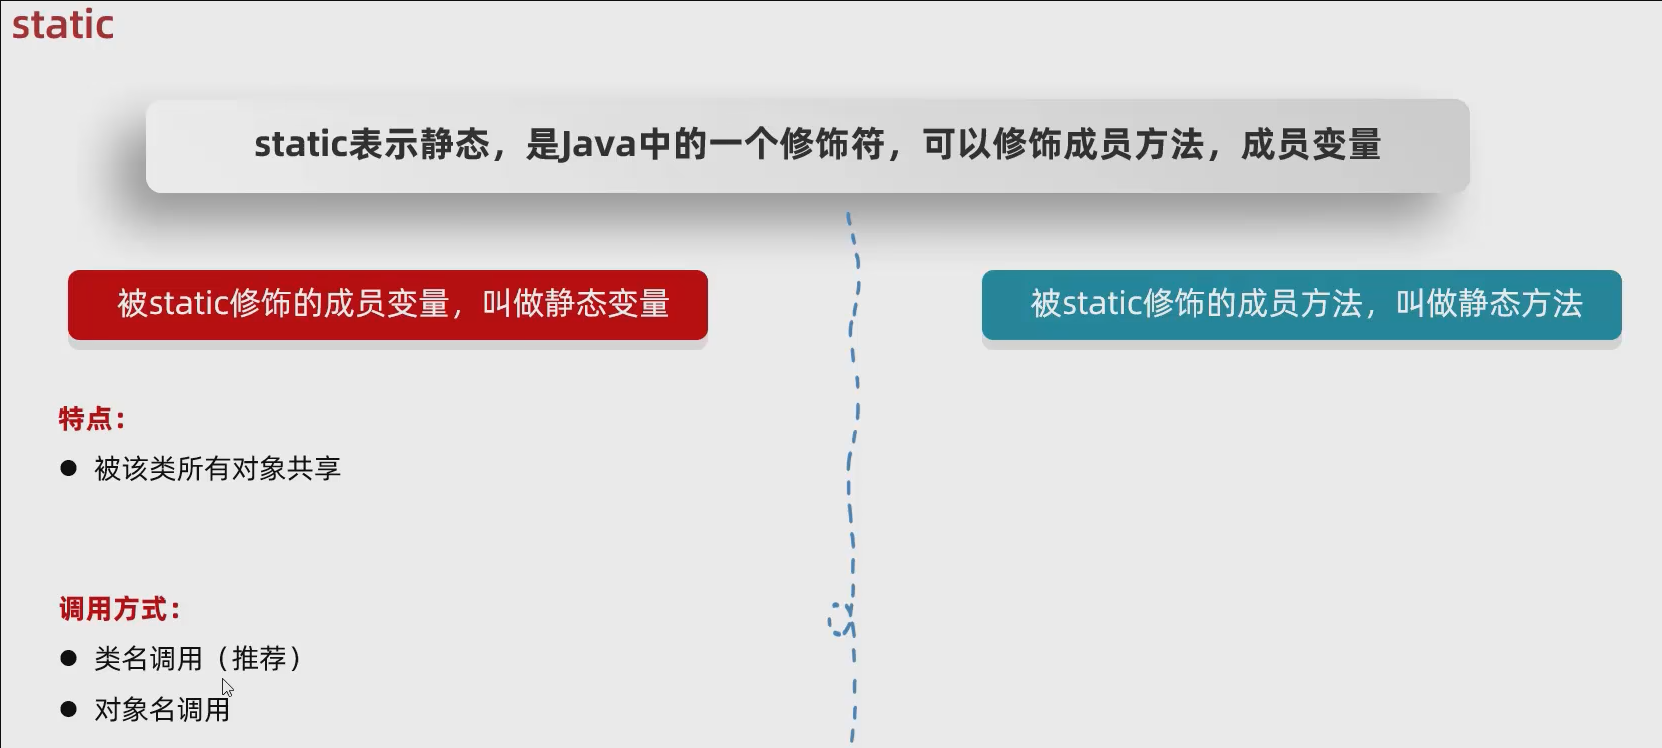 static
static表示静态，是Java中的一个修饰符，可以修饰成员方法，成员变量
被static修饰的成员变量，叫做静态变量
特点：
● 被该类所有对象共享
调用方式：
● 类名调用（推荐）
● 对象名调用
被static修饰的成员方法，叫做静态方法